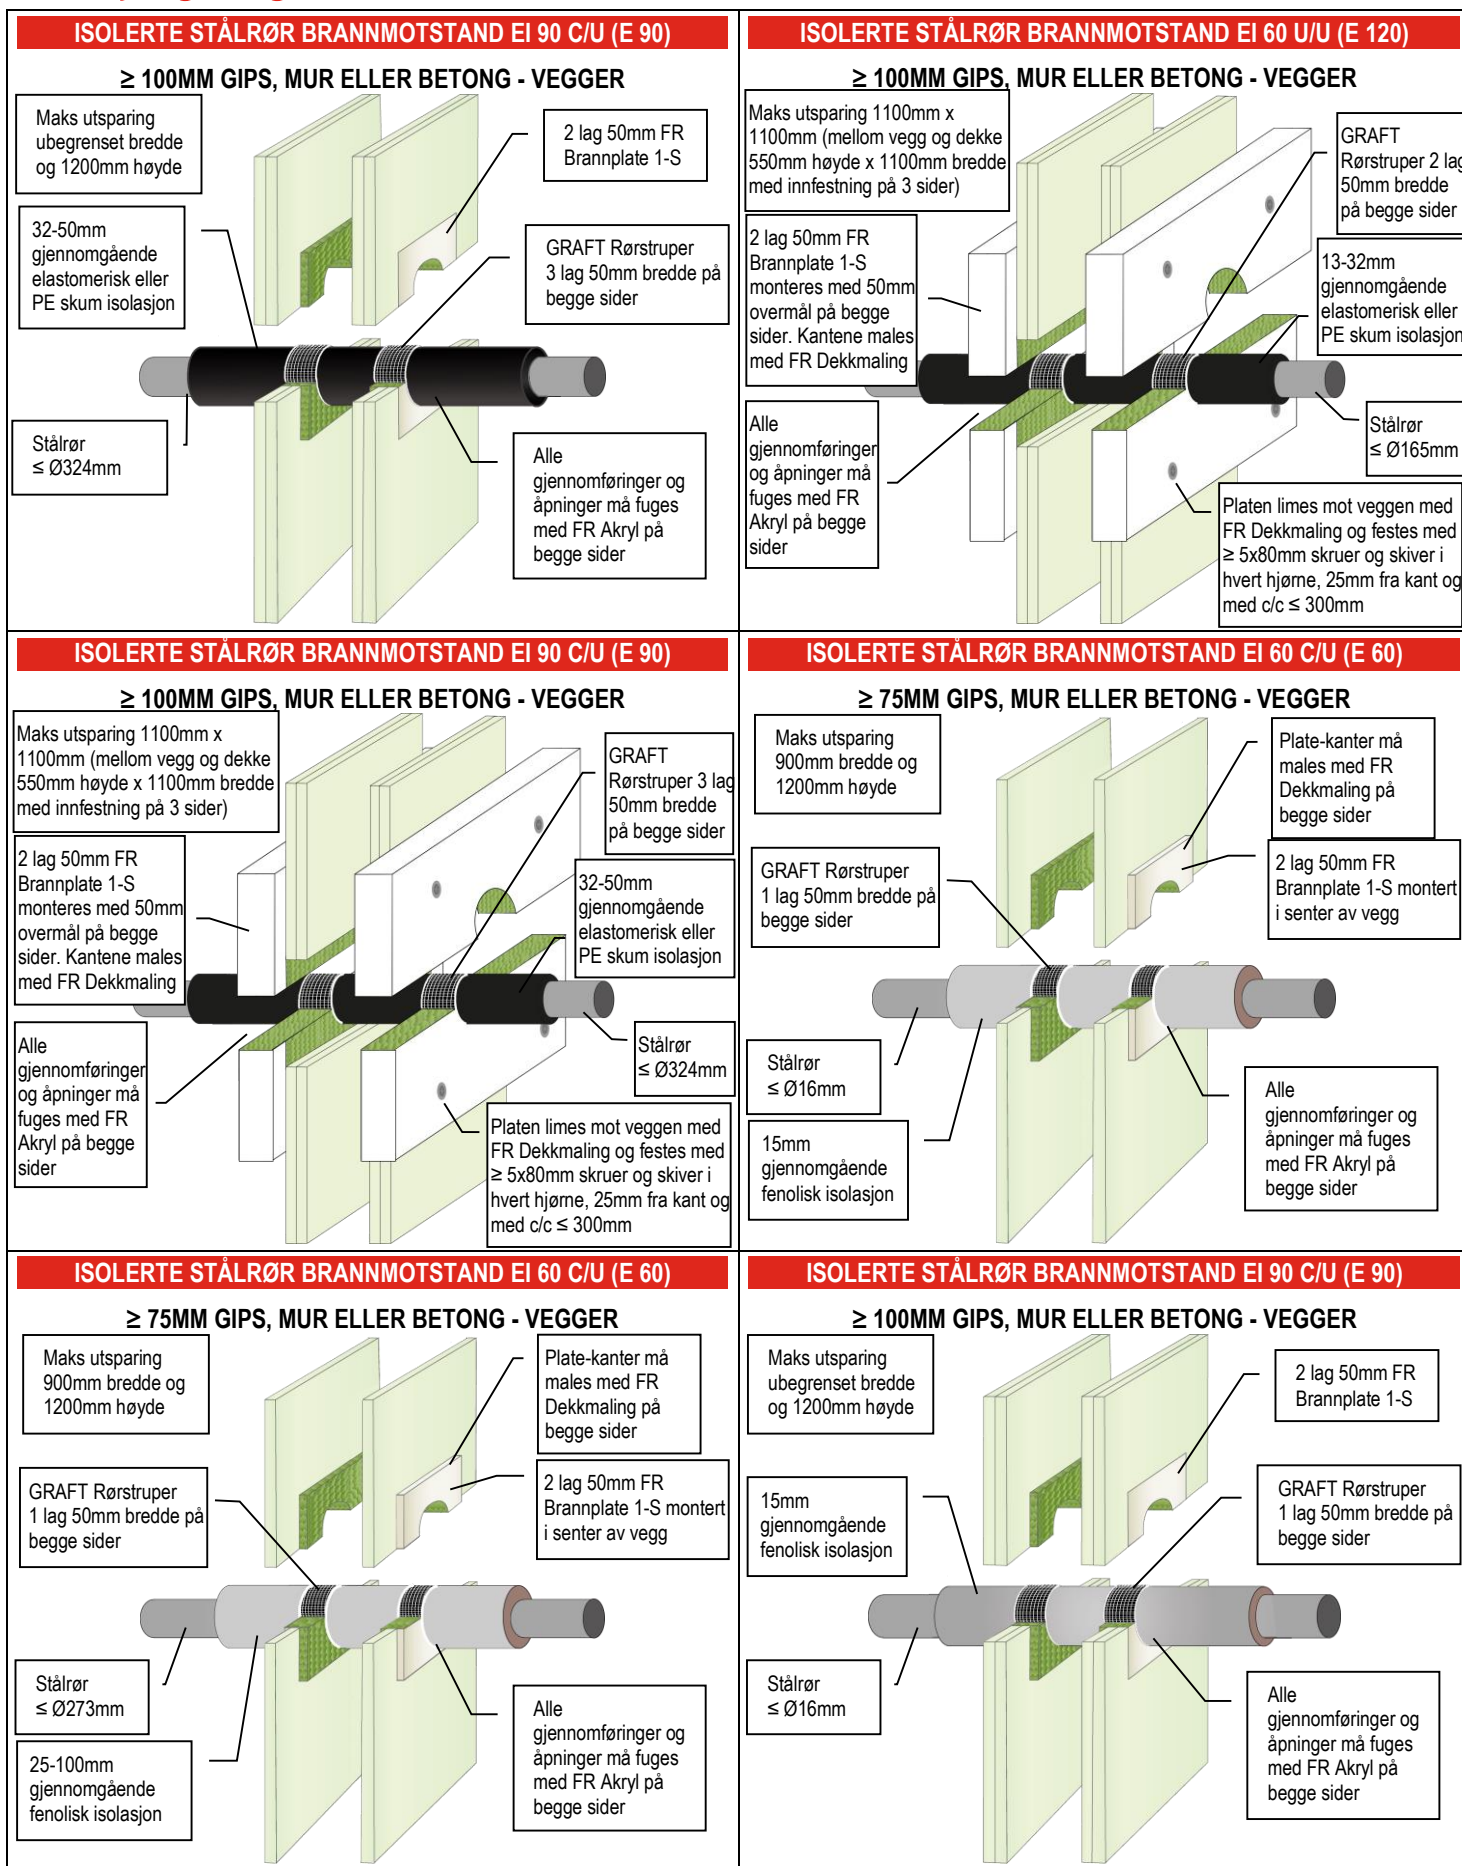 ISOLERTE STÅLRØR BRANNMOTSTAND EI 90 C/U (E 90)
≥ 100MM GIPS, MUR ELLER BETONG - VEGGER
Maks utsparing
ubegrenset bredde
og 1200mm høyde
2 lag 50mm FR
Brannplate 1-S
32-50mm
gjennomgående
elastomerisk eller
PE skum isolasjon
GRAFT Rørstruper
3 lag 50mm bredde på
begge sider
Stålrør
≤ Ø324mm
Alle
gjennomføringer og
åpninger må fuges
med FR Akryl på
begge sider
ISOLERTE STÅLRØR BRANNMOTSTAND EI 60 U/U (E 120)
≥ 100MM GIPS, MUR ELLER BETONG - VEGGER
Maks utsparing 1100mm x
1100mm (mellom vegg og dekke
550mm høyde x 1100mm bredde
med innfestning på 3 sider)
GRAFT
Rørstruper 2 lag
50mm bredde
på begge sider
2 lag 50mm FR
Brannplate 1-S
monteres med 50mm
overmål på begge
sider. Kantene males
med FR Dekkmaling
13-32mm
gjennomgående
elastomerisk eller
PE skum isolasjon
Alle
gjennomføringer
og åpninger må
fuges med FR
Akryl på begge
sider
Stålrør
≤ Ø165mm
Platen limes mot veggen med
FR Dekkmaling og festes med
≥ 5x80mm skruer og skiver i
hvert hjørne, 25mm fra kant og
med c/c ≤ 300mm
ISOLERTE STÅLRØR BRANNMOTSTAND EI 90 C/U (E 90)
≥ 100MM GIPS, MUR ELLER BETONG - VEGGER
Maks utsparing 1100mm x
1100mm (mellom vegg og dekke
550mm høyde x 1100mm bredde
med innfestning på 3 sider)
GRAFT
Rørstruper 3 lag
50mm bredde
på begge sider
2 lag 50mm FR
Brannplate 1-S
monteres med 50mm
overmål på begge
sider. Kantene males
med FR Dekkmaling
32-50mm
gjennomgående
elastomerisk eller
PE skum isolasjon
Alle
gjennomføringer
og åpninger må
fuges med FR
Akryl på begge
sider
Stålrør
≤ Ø324mm
Platen limes mot veggen med
FR Dekkmaling og festes med
≥ 5x80mm skruer og skiver i
hvert hjørne, 25mm fra kant og
med c/c ≤ 300mm
ISOLERTE STÅLRØR BRANNMOTSTAND EI 60 C/U (E 60)
≥ 75MM GIPS, MUR ELLER BETONG - VEGGER
Maks utsparing
900mm bredde og
1200mm høyde
Plate-kanter må
males med FR
Dekkmaling på
begge sider
GRAFT Rørstruper
1 lag 50mm bredde på
begge sider
2 lag 50mm FR
Brannplate 1-S montert
i senter av vegg
Stålrør
≤ Ø16mm
15mm
gjennomgående
fenolisk isolasjon
Alle
gjennomføringer og
åpninger må fuges
med FR Akryl på
begge sider
ISOLERTE STÅLRØR BRANNMOTSTAND EI 60 C/U (E 60)
≥ 75MM GIPS, MUR ELLER BETONG - VEGGER
Maks utsparing
900mm bredde og
1200mm høyde
Plate-kanter må
males med FR
Dekkmaling på
begge sider
GRAFT Rørstruper
1 lag 50mm bredde på
begge sider
2 lag 50mm FR
Brannplate 1-S montert
i senter av vegg
Stålrør
≤ Ø273mm
25-100mm
gjennomgående
fenolisk isolasjon
Alle
gjennomføringer og
åpninger må fuges
med FR Akryl på
begge sider
ISOLERTE STÅLRØR BRANNMOTSTAND EI 90 C/U (E 90)
≥ 100MM GIPS, MUR ELLER BETONG - VEGGER
Maks utsparing
ubegrenset bredde
og 1200mm høyde
2 lag 50mm FR
Brannplate 1-S
15mm
gjennomgående
fenolisk isolasjon
GRAFT Rørstruper
1 lag 50mm bredde på
begge sider
Stålrør
≤ Ø16mm
Alle
gjennomføringer og
åpninger må fuges
med FR Akryl på
begge sider